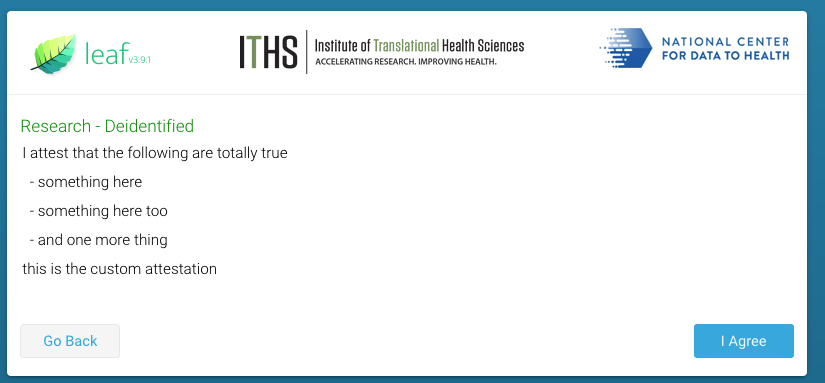 leaf v3.9.1
ITHS Institute of Translational Health Sciences
ACCELERATING RESEARCH. IMPROVING HEALTH.
NATIONAL CENTER
FOR DATA TO HEALTH
Research - Deidentified
I attest that the following are totally true
- something here
- something here too
- and one more thing
this is the custom attestation
Go Back
I Agree